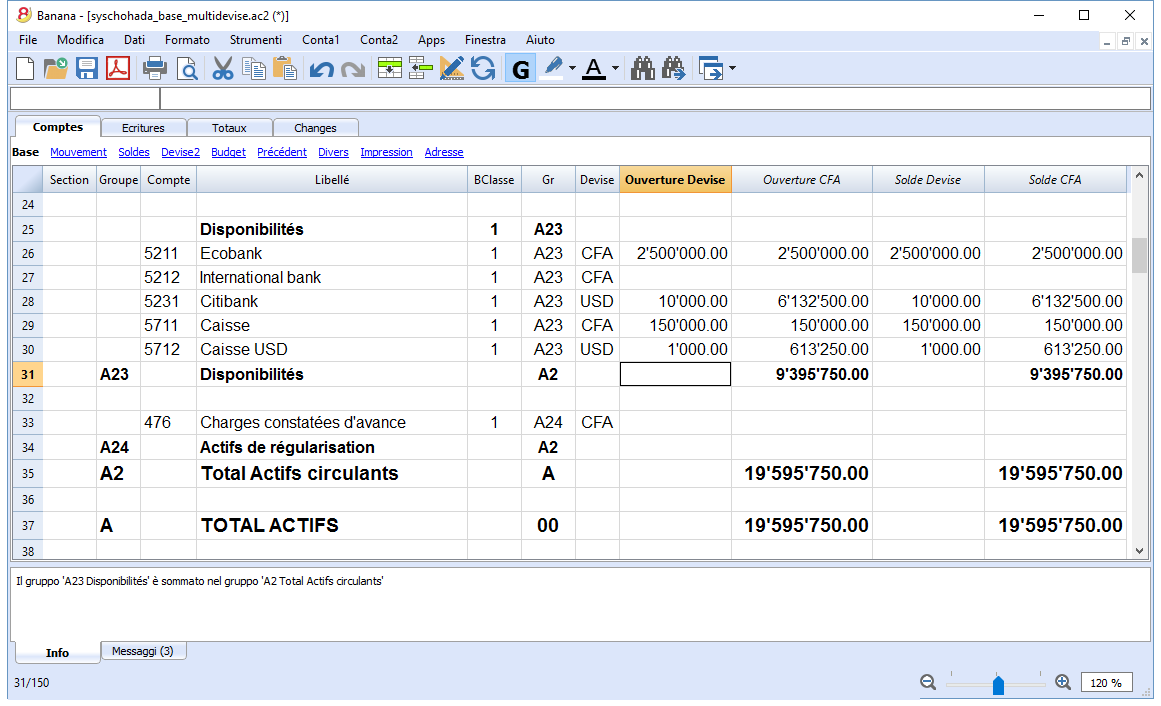 Banana - [syschohada_base_multidevise.ac2 (*)]
File Modifica Dati Formato Strumenti Conta1 Conta2 Apps Finestra Aiuto
G A
Comptes Ecritures Totaux Changes
Base Mouvement Soldes Devise2 Budget Précédent Divers Impression Adresse
Section Groupe Compte Libellé BClasse Gr Devise Ouverture Devise Ouverture CFA Solde Devise Solde CFA
24
25 Disponibilités 1 A23
26 5211 Ecobank 1 A23 CFA 2'500'000.00 2'500'000.00 2'500'000.00 2'500'000.00
27 5212 International bank 1 A23 CFA
28 5231 Citibank 1 A23 USD 10'000.00 6'132'500.00 10'000.00 6'132'500.00
29 5711 Caisse 1 A23 CFA 150'000.00 150'000.00 150'000.00 150'000.00
30 5712 Caisse USD 1 A23 USD 1'000.00 613'250.00 1'000.00 613'250.00
31 A23 Disponibilités A2 9'395'750.00 9'395'750.00
32
33 476 Charges constatées d'avance 1 A24 CFA
34 A24 Actifs de régularisation A2
35 A2 Total Actifs circulants A 19'595'750.00 19'595'750.00
36
37 A TOTAL ACTIFS 00 19'595'750.00 19'595'750.00
38
Il gruppo 'A23 Disponibilités' è sommato nel gruppo 'A2 Total Actifs circulants'
Info Messaggi (3)
31/150 120 %